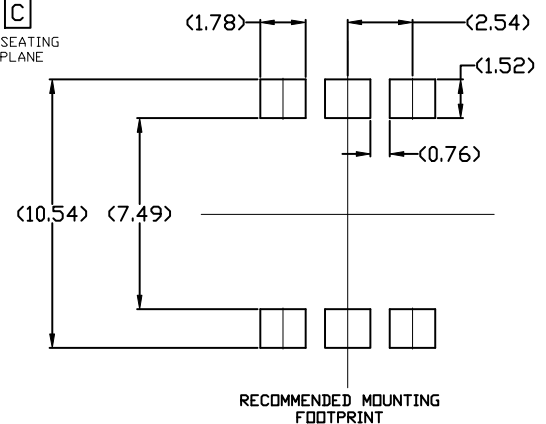 C
SEATING
PLANE
(1.78)
(2.54)
(1.52)
(0.76)
(10.54)
(7.49)
RECOMMENDED MOUNTING
FOOTPRINT